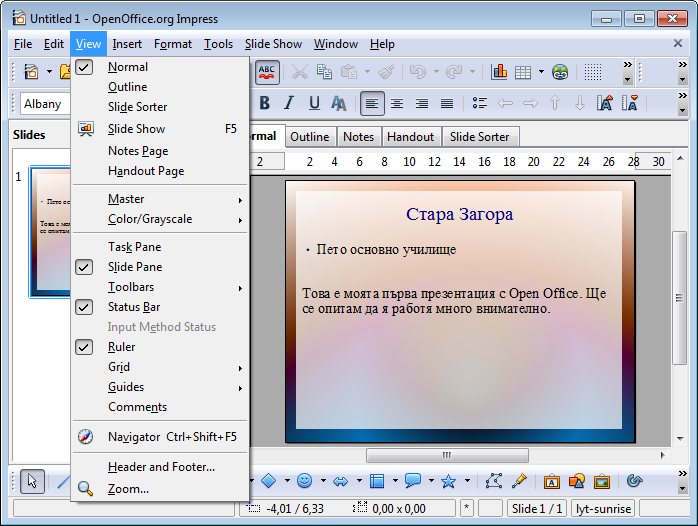 Untitled 1 - OpenOffice.org Impress
File Edit View Insert Format Tools Slide Show Window Help
ABC
Albany
B I U S
Normal
Outline
Slide Sorter
Slide Show F5
Notes Page
Handout Page
Master
Color/Grayscale
Task Pane
Slide Pane
Toolbars
Status Bar
Input Method Status
Ruler
Grid
Guides
Comments
Navigator Ctrl+Shift+F5
Header and Footer...
Zoom...
Slides
1
Outline Notes Handout Slide Sorter
2 2 4 6 8 10 12 14 16 18 20 22 24 26 28 30
Стара Загора
• Пето основно училище
Това е моята първа презентация с Open Office. Ще
се опитам да я работя много внимателно.
-4,01 / 6,33 0,00 x 0,00 * Slide 1 / 1 lyt-sunrise